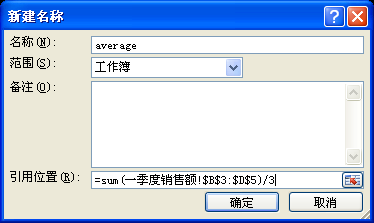 新建名称
名称(N): average
范围(S): 工作簿
备注(O):
引用位置(R): =sum(一季度销售额!$B$3:$D$5)/3
确定 取消